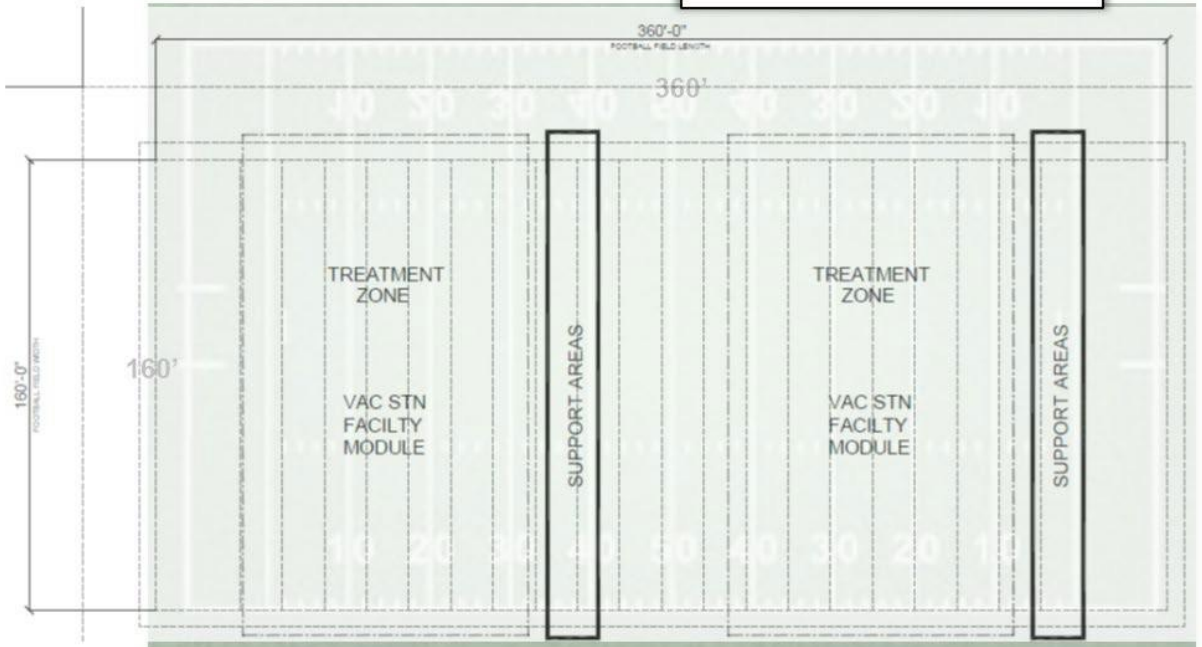 360'-0"
FOOTBALL FIELD LENGTH
360'
10 20 30 40 50 40 30 20 10
160'-0"
FOOTBALL FIELD WIDTH
160'
TREATMENT
ZONE
VAC STN
FACILTY
MODULE
SUPPORT AREAS
TREATMENT
ZONE
VAC STN
FACILTY
MODULE
SUPPORT AREAS
10 20 30 40 50 40 30 20 10